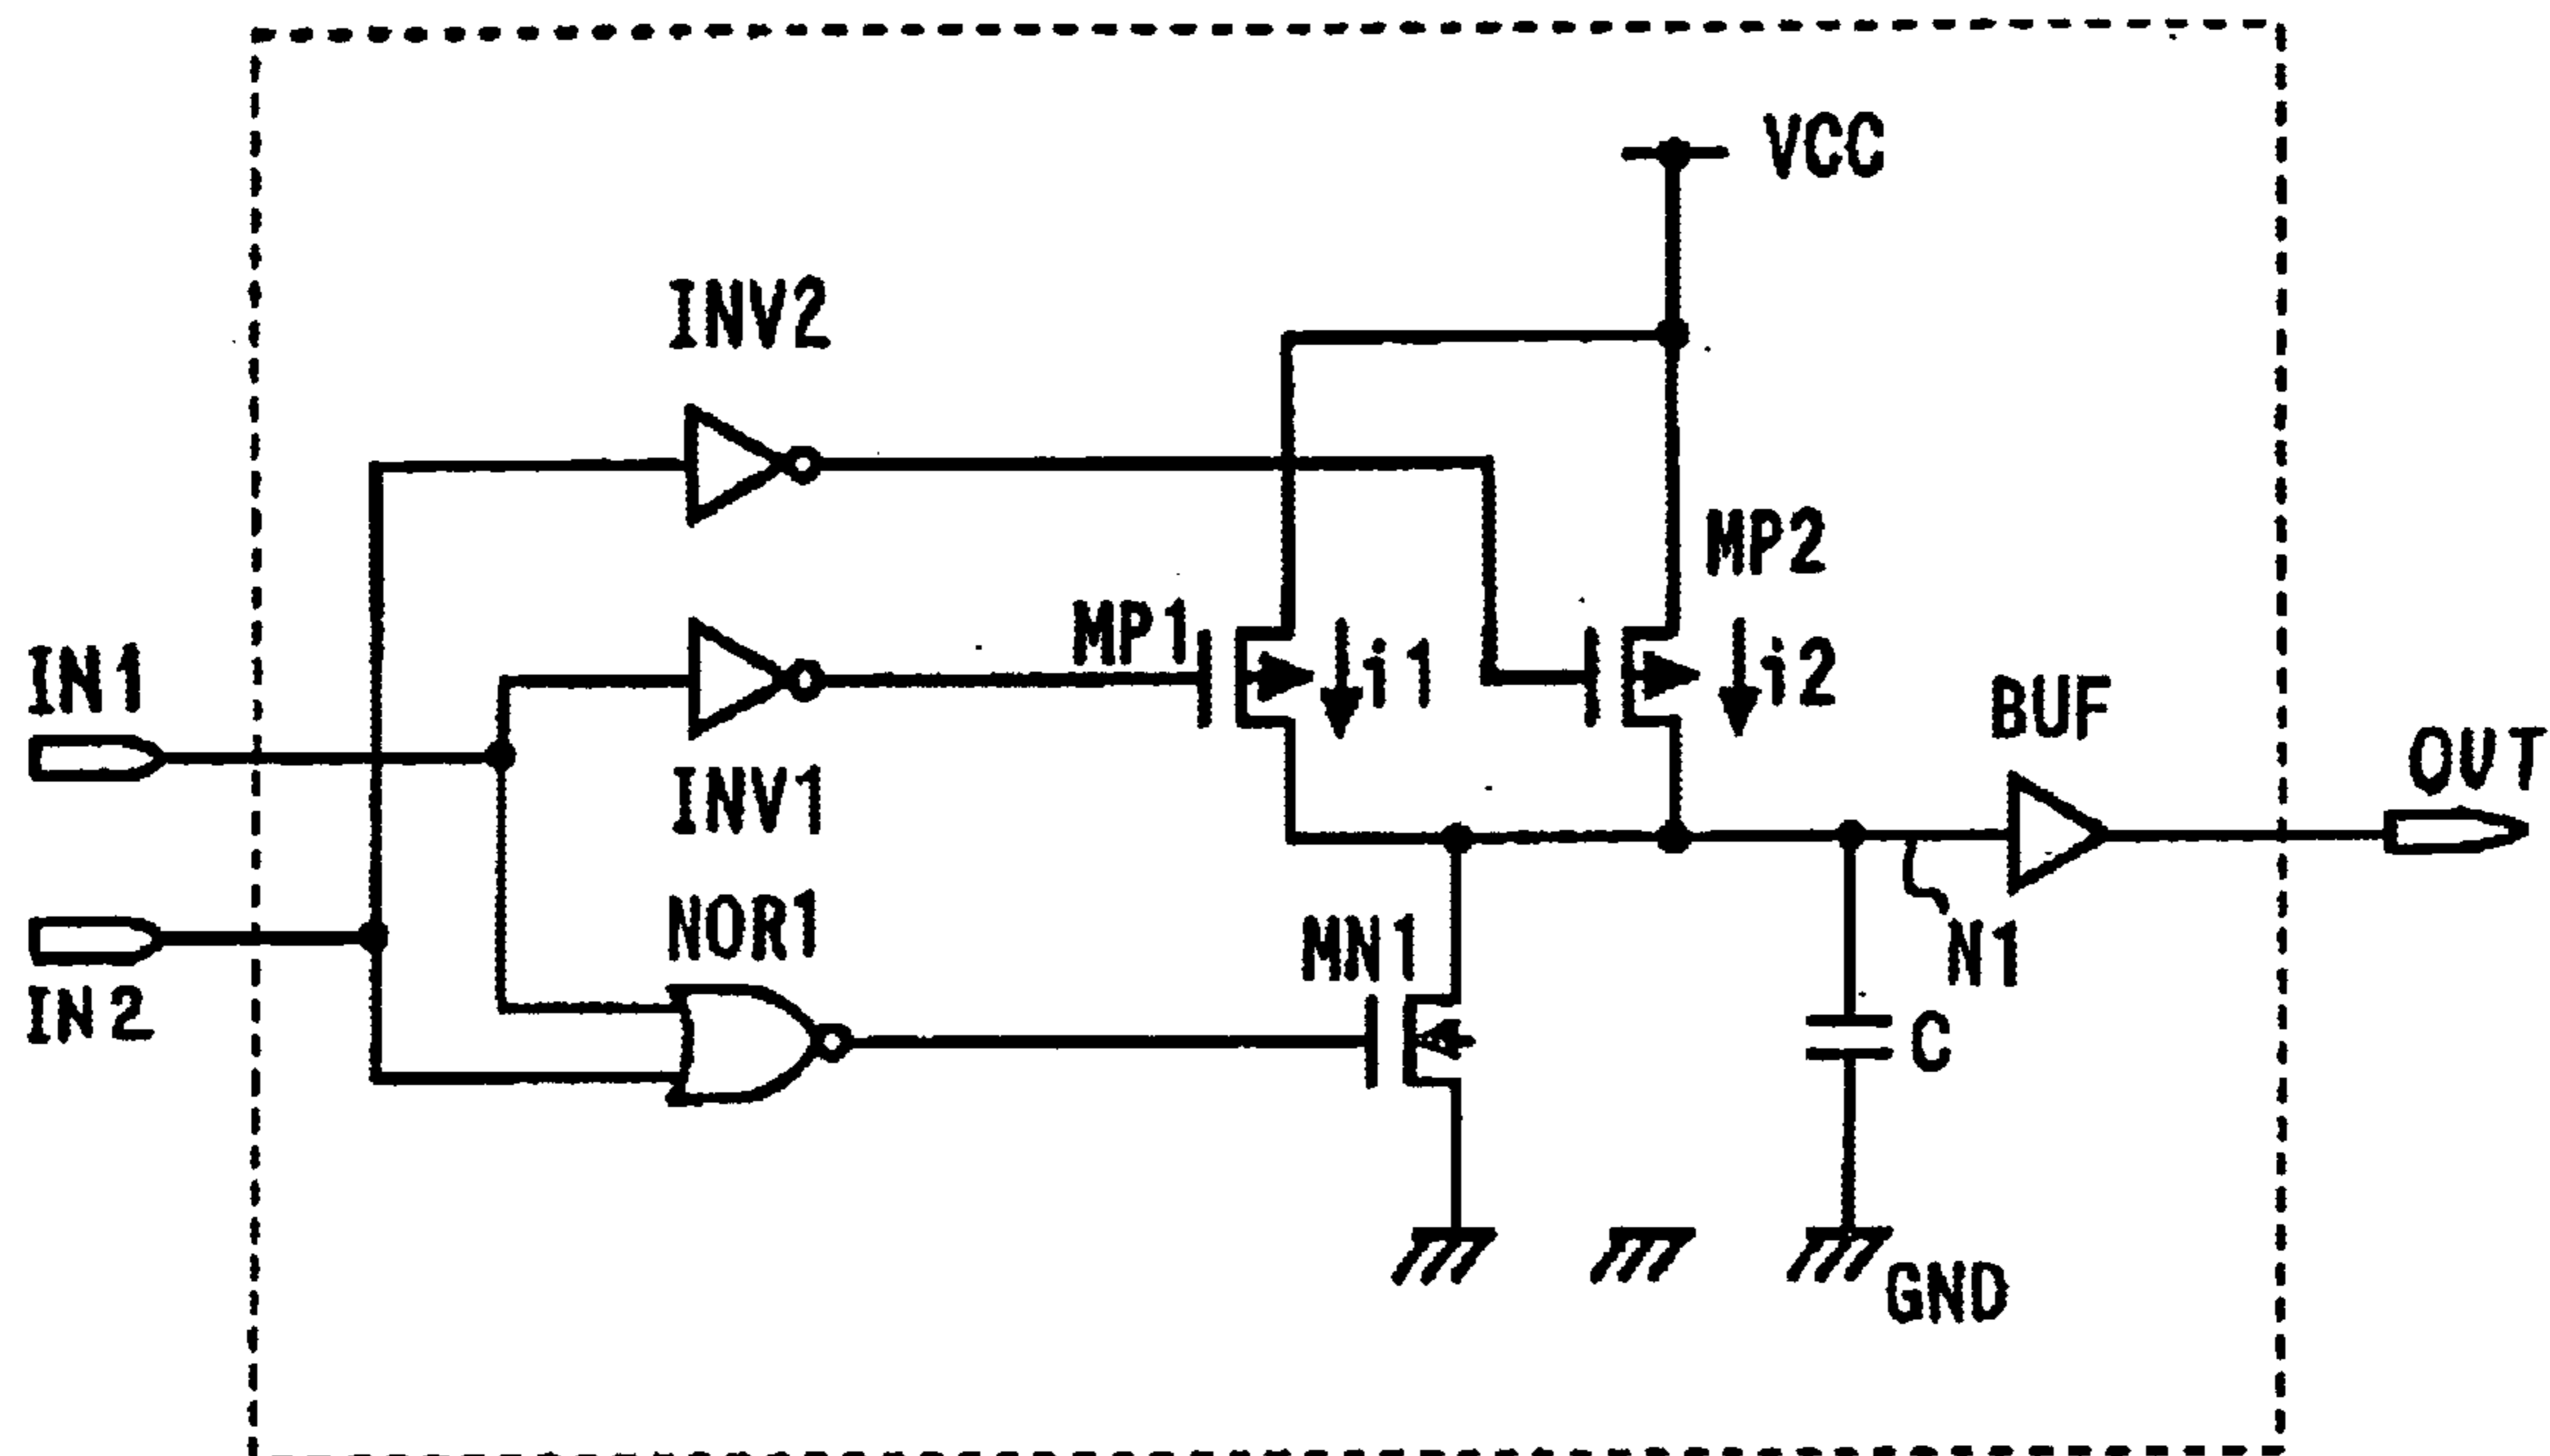 VCC
INV2
MP2
MP1
i1
i2
IN1
BUF
OUT
INV1
NOR1
MN1
N1
IN2
C
GND